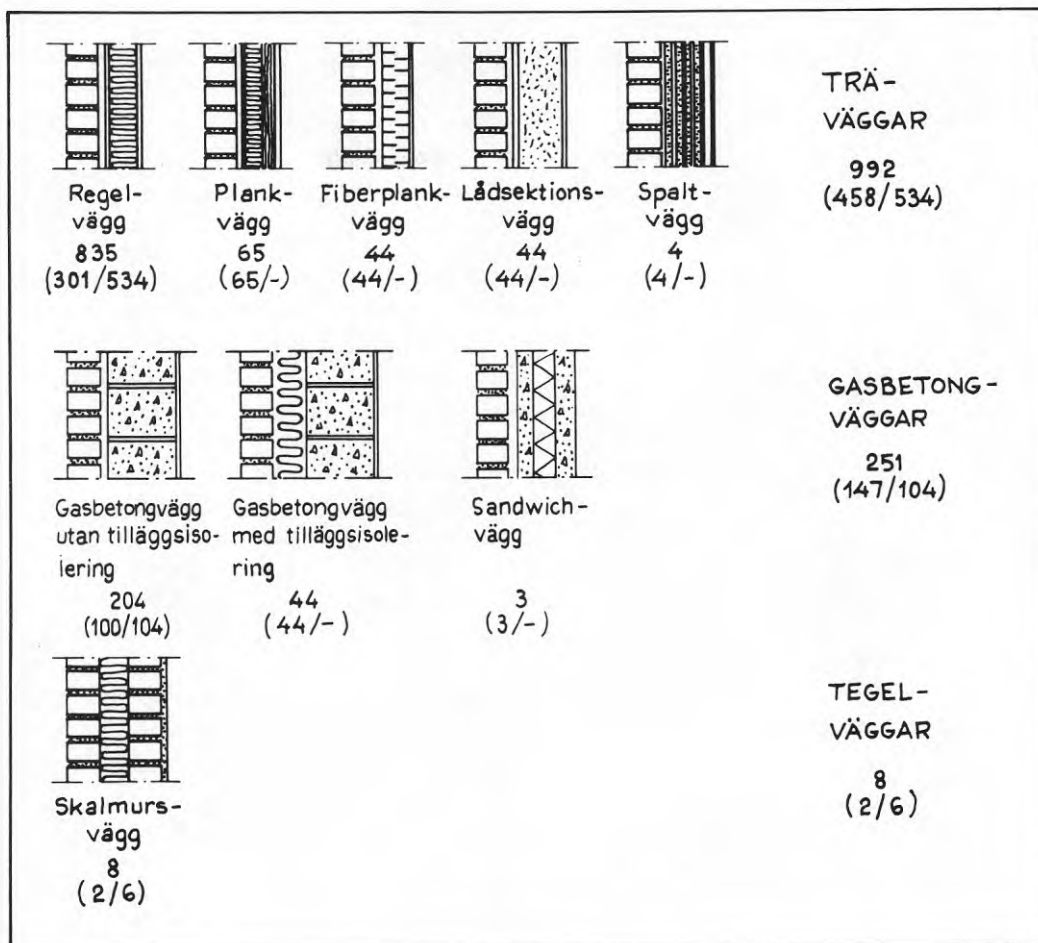 Regel-
vägg
835
(301/534)
Plank-
vägg
65
(65/-)
Fiberplank-
vägg
44
(44/-)
Lådsektions-
vägg
44
(44/-)
Spalt-
vägg
4
(4/-)
TRÄ-
VÄGGAR
992
(458/534)
Gasbetongvägg
utan tilläggsiso-
lering
204
(100/104)
Gasbetongvägg
med tilläggsisole-
ring
44
(44/-)
Sandwich-
vägg
3
(3/-)
GASBETONG-
VÄGGAR
251
(147/104)
Skalmurs-
vägg
8
(2/6)
TEGEL-
VÄGGAR
8
(2/6)